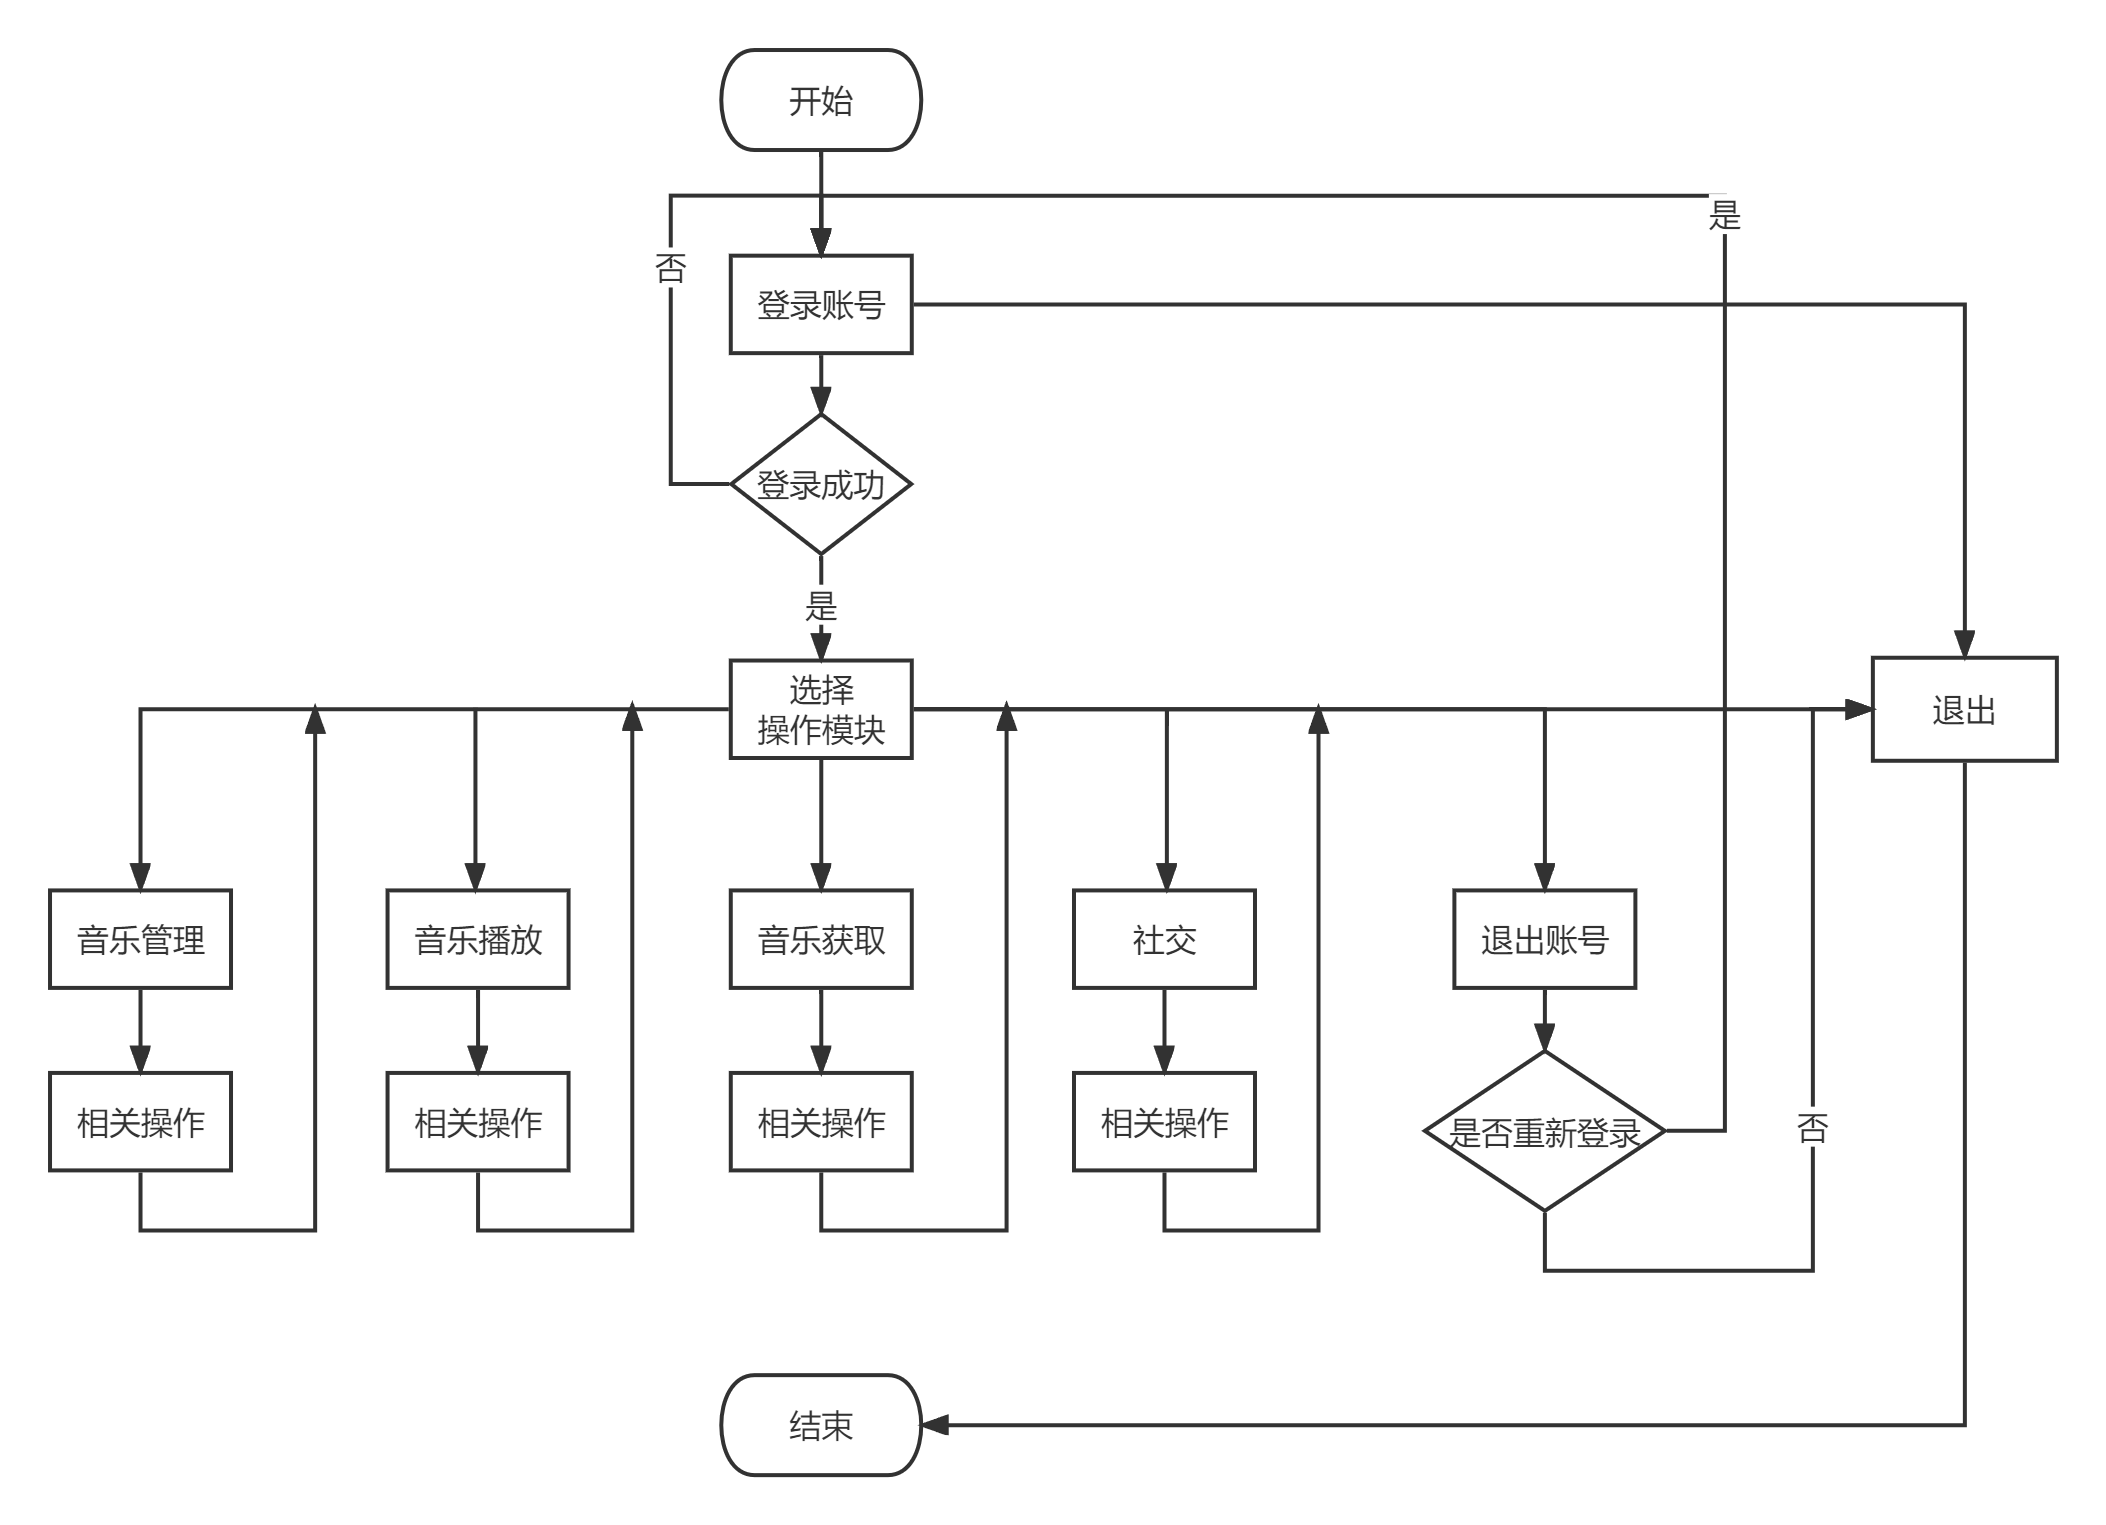 开始
是
否
登录账号
登录成功
是
选择
操作模块
退出
音乐管理
音乐播放
音乐获取
社交
退出账号
相关操作
相关操作
相关操作
相关操作
是否重新登录
否
结束